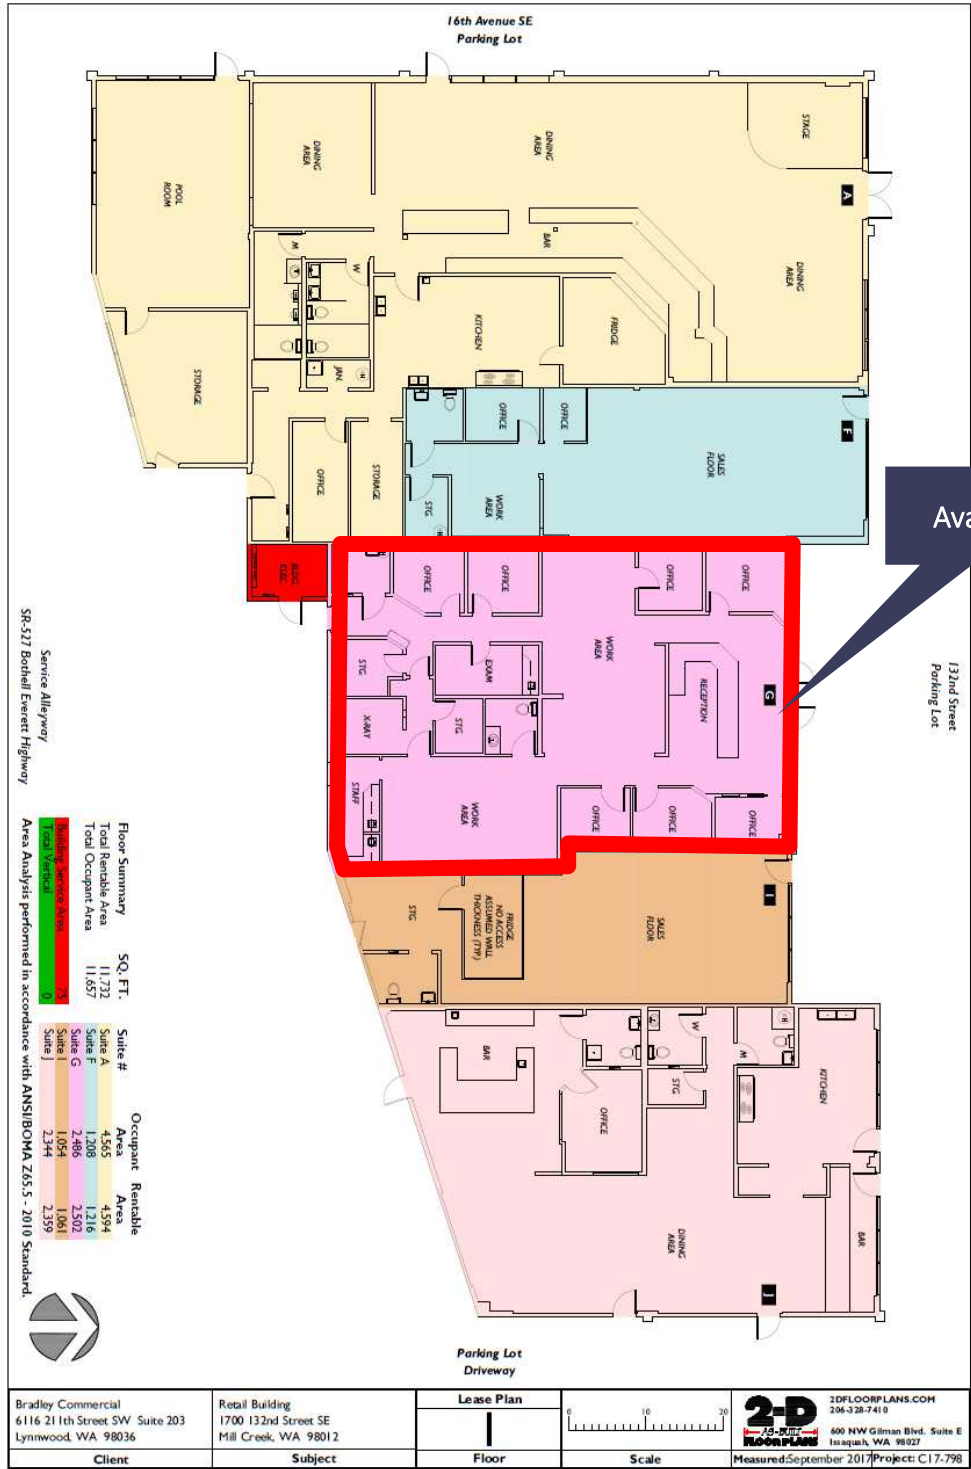 16th Avenue SE
Parking Lot
STAGE
DINING
AREA
DINING
AREA
POOL
ROOM
A
M
W
BAR
DINING
AREA
KITCHEN
FRIDGE
JAN.
STORAGE
OFFICE
OFFICE
F
SALES
FLOOR
OFFICE
STORAGE
STG
WORK
AREA
Ava
BLDG
ELEC
OFFICE
OFFICE
OFFICE
OFFICE
WORK
AREA
STG
EXAM
RECEPTION
G
132nd Street
Parking Lot
X-RAY
STG
STAFF
WORK
AREA
OFFICE
OFFICE
OFFICE
Service Alleyway
SR-527 Bothell Everett Highway
I
STG
FRIDGE
NO ACCESS
ASSUMED WALL
THICKNESS (TYP.)
SALES
FLOOR
BAR
W
M
STG
KITCHEN
OFFICE
DINING
AREA
BAR
J
Floor Summary SQ. FT.
Total Rentable Area 11,732
Total Occupant Area 11,657
Building Service Area 75
Total Vertical 0
Suite # Occupant Area Rentable Area
Suite A 4,565 4,594
Suite F 1,208 1,216
Suite G 2,486 2,502
Suite I 1,054 1,061
Suite J 2,344 2,359
Area Analysis performed in accordance with ANSI/BOMA Z65.5 - 2010 Standard.
Parking Lot
Driveway
Bradley Commercial
6116 211th Street SW Suite 203
Lynnwood, WA 98036
Client
Retail Building
1700 132nd Street SE
Mill Creek, WA 98012
Subject
Lease Plan
1
Floor
0 10 20
Scale
2-D
AS-BUILT
FLOORPLANS
2DFLOORPLANS.COM
206-328-7410
600 NW Gilman Blvd. Suite E
Issaquah, WA 98027
Measured:September 2017
Project: C17-798